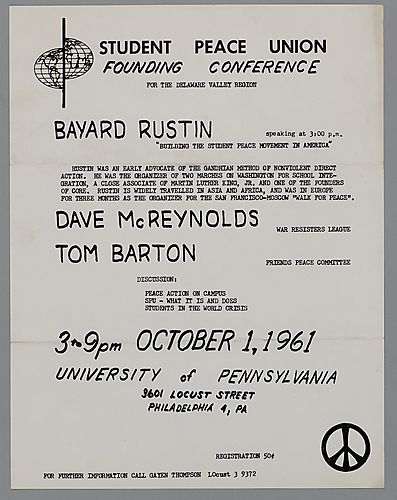 STUDENT PEACE UNION
FOUNDING CONFERENCE
FOR THE DELAWARE VALLEY REGION
BAYARD RUSTIN speaking at 3:00 p.m.
"BUILDING THE STUDENT PEACE MOVEMENT IN AMERICA"
RUSTIN WAS AN EARLY ADVOCATE OF THE GANDHIAN METHOD OF NONVIOLENT DIRECT
ACTION. HE WAS THE ORGANIZER OF TWO MARCHES ON WASHINGTON FOR SCHOOL INTE-
GRATION, A CLOSE ASSOCIATE OF MARTIN LUTHER KING, JR. AND ONE OF THE FOUNDERS
OF CORE. RUSTIN IS WIDELY TRAVELLED IN ASIA AND AFRICA, AND WAS IN EUROPE
FOR THREE MONTHS AS THE ORGANIZER FOR THE SAN FRANCISCO-MOSCOW "WALK FOR PEACE".
DAVE McREYNOLDS WAR RESISTERS LEAGUE
TOM BARTON FRIENDS PEACE COMMITTEE
DISCUSSION:
PEACE ACTION ON CAMPUS
SPU - WHAT IT IS AND DOES
STUDENTS IN THE WORLD CRISIS
3 to 9pm OCTOBER 1, 1961
UNIVERSITY of PENNSYLVANIA
3601 LOCUST STREET
PHILADELPHIA 4, PA
REGISTRATION 50¢
FOR FURTHER INFORMATION CALL GAYEN THOMPSON LOcust 3 9372